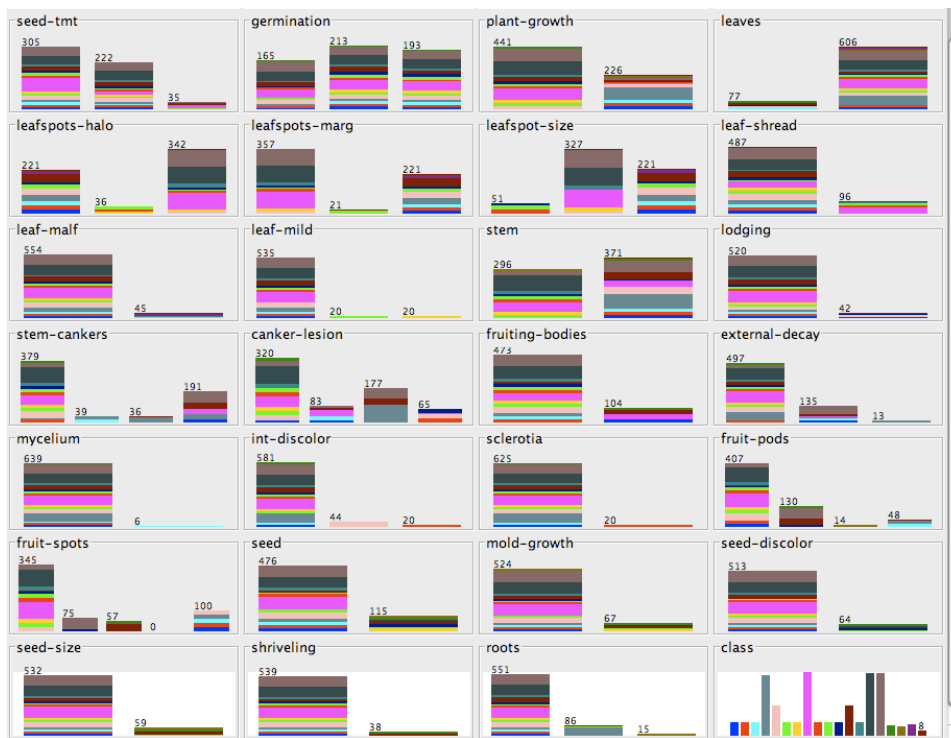 seed-tmt germination plant-growth leaves
305 222 35 165 213 193 441 226 77 606
leafspots-halo leafspots-marg leafspot-size leaf-shread
221 36 342 357 21 221 51 327 221 487 96
leaf-malf leaf-mild stem lodging
554 45 535 20 20 296 371 520 42
stem-cankers canker-lesion fruiting-bodies external-decay
379 39 36 191 320 83 177 65 473 104 497 135 13
mycelium int-discolor sclerotia fruit-pods
639 6 581 44 20 625 20 407 130 14 48
fruit-spots seed mold-growth seed-discolor
345 75 57 0 100 476 115 524 67 513 64
seed-size shriveling roots class
532 59 539 38 551 86 15 8